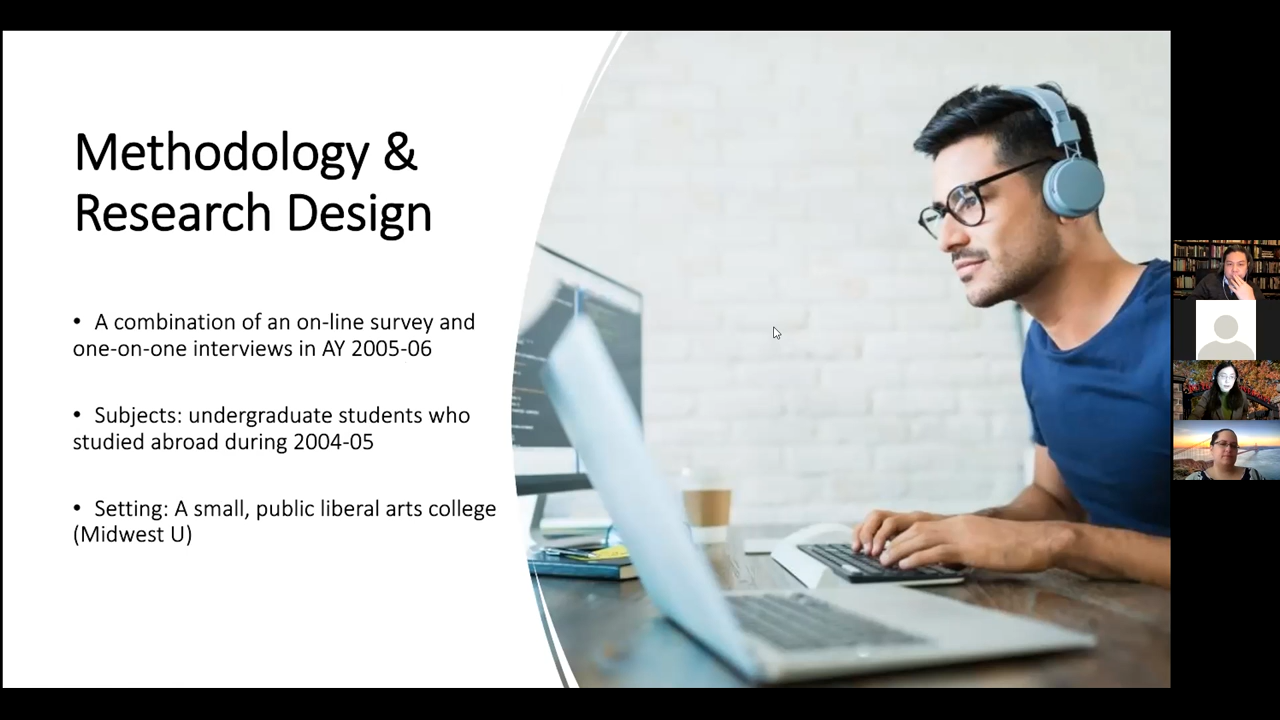 Methodology &
Research Design
• A combination of an on-line survey and
one-on-one interviews in AY 2005-06
• Subjects: undergraduate students who
studied abroad during 2004-05
• Setting: A small, public liberal arts college
(Midwest U)